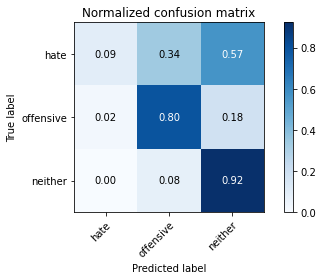 Normalized confusion matrix
True label
hate
0.09 0.34 0.57
offensive
0.02 0.80 0.18
neither
0.00 0.08 0.92
hate
offensive
neither
Predicted label
0.8
0.6
0.4
0.2
0.0